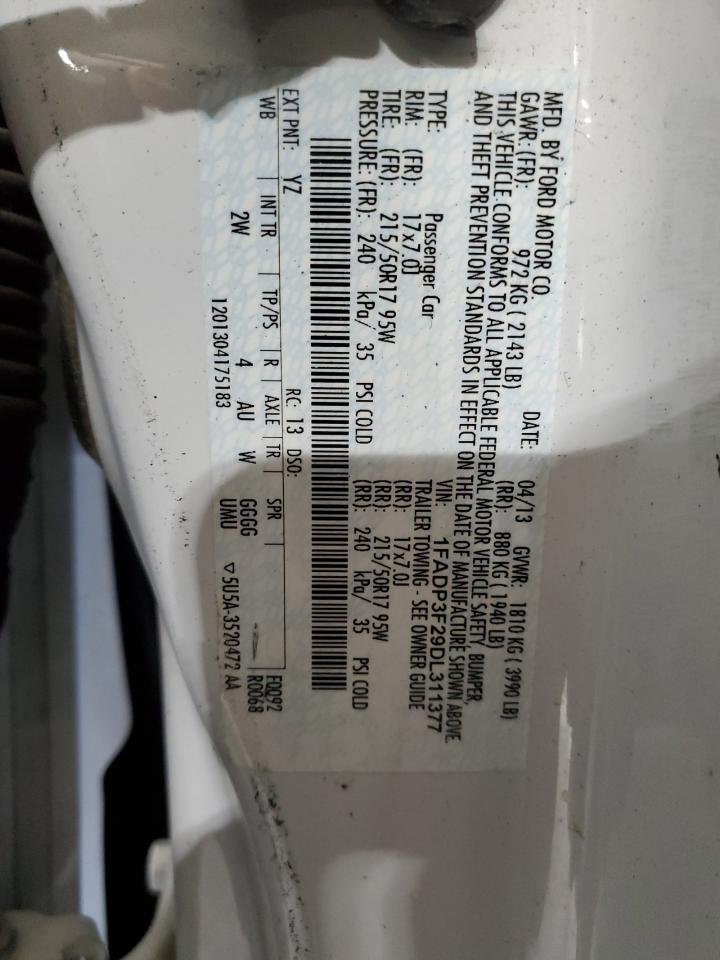 MFD. BY FORD MOTOR CO. DATE: 04/13 GVWR: 1810 KG ( 3990 LB)
GAWR: (FR): 972 KG ( 2143 LB) (RR): 880 KG ( 1940 LB)
THIS VEHICLE CONFORMS TO ALL APPLICABLE FEDERAL MOTOR VEHICLE SAFETY, BUMPER,
AND THEFT PREVENTION STANDARDS IN EFFECT ON THE DATE OF MANUFACTURE SHOWN ABOVE.
VIN: 1FADP3F29DL311377
TYPE: Passenger Car TRAILER TOWING - SEE OWNER GUIDE
RIM: (FR): 17x7.0J (RR): 17x7.0J
TIRE: (FR): 215/50R17 95W (RR): 215/50R17 95W
PRESSURE: (FR): 240 kPa/ 35 PSI COLD (RR): 240 kPa/ 35 PSI COLD
EXT PNT: YZ RC: 13 DSO: F0092
WB INT TR TP/PS R AXLE TR SPR R0068
2W 4 AU W GGGG
UMU
1201304175183 ▽5U5A-3520472 AA